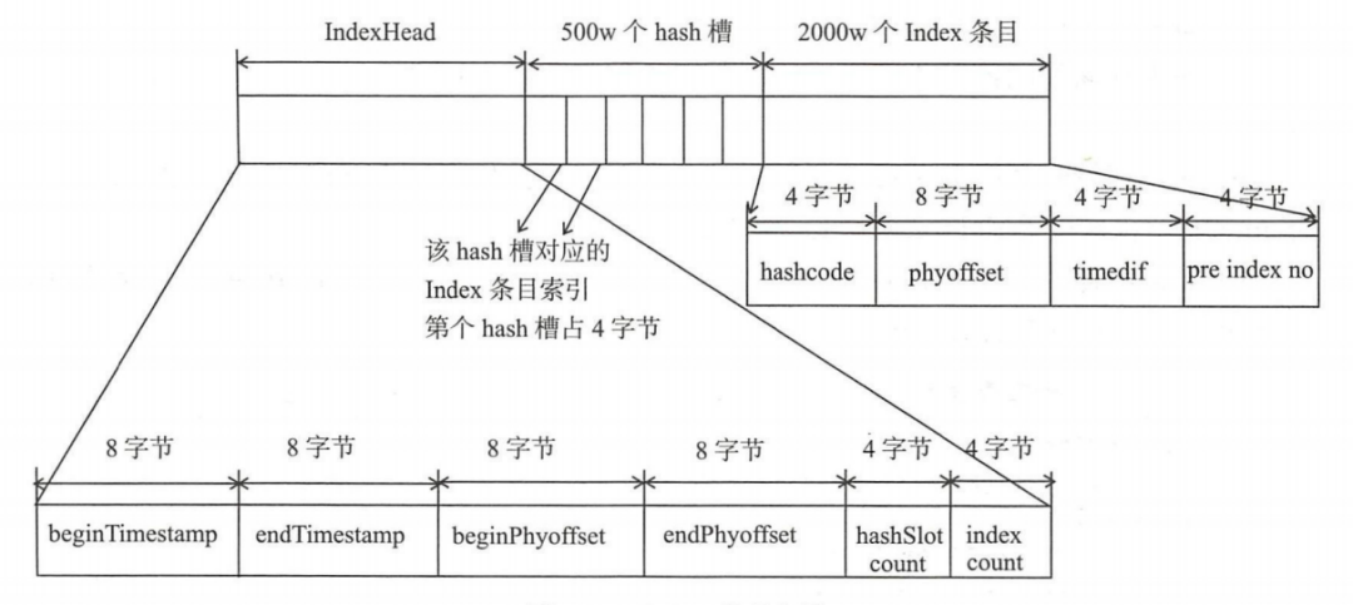 IndexHead
500w 个 hash 槽
2000w 个 Index 条目
4 字节
8 字节
4 字节
4 字节
hashcode
phyoffset
timedif
pre index no
该 hash 槽对应的
Index 条目索引
第个 hash 槽占 4 字节
8 字节
8 字节
8 字节
8 字节
4 字节
4 字节
beginTimestamp
endTimestamp
beginPhyoffset
endPhyoffset
hashSlot
count
index
count